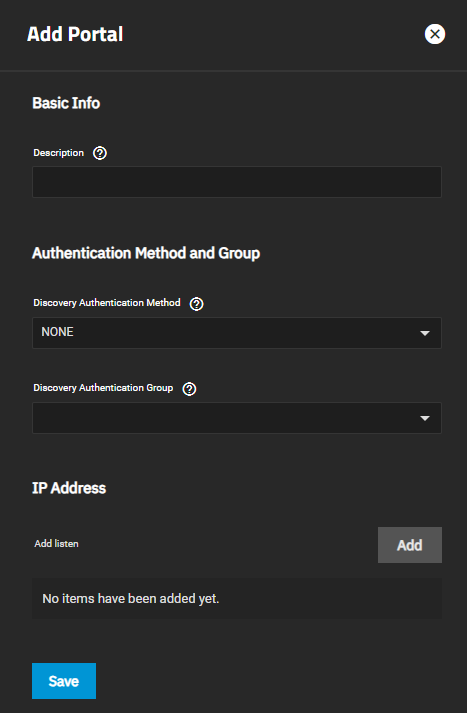 Add Portal
Basic Info
Description
Authentication Method and Group
Discovery Authentication Method
NONE
Discovery Authentication Group
IP Address
Add listen
Add
No items have been added yet.
Save